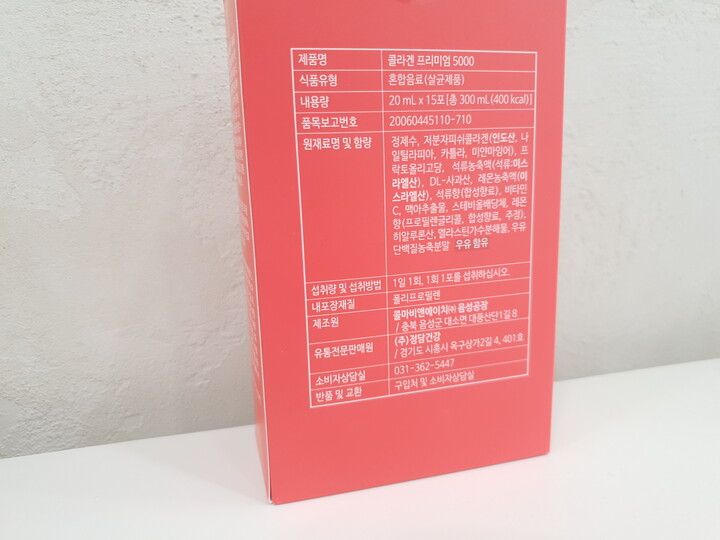 제품명 콜라겐 프리미엄 5000
식품유형 혼합음료(살균제품)
내용량 20 mL x 15포[총 300 mL(400 kcal)]
품목보고번호 20060445110-710
원재료명 및 함량 정제수, 저분자피쉬콜라겐(인도산, 나
일틸라피아, 카틀라, 미얀마잉어), 프
락토올리고당, 석류농축액(석류:이스
라엘산), DL-사과산, 레몬농축액(이
스라엘산), 석류향(합성향료), 비타민
C, 맥아추출물, 스테비올배당체, 레몬
향(프로필렌글리콜, 합성향료, 주정),
히알루론산, 엘라스틴가수분해물, 우유
단백질농축분말 우유 함유
섭취량 및 섭취방법 1일 1회, 1회 1포를 섭취하십시오.
내포장재질 폴리프로필렌
제조원 콜마비앤에이치㈜ 음성공장
/ 충북 음성군 대소면 대풍산단1길 8
유통전문판매원 (주)정담건강
/ 경기도 시흥시 옥구상가2길 4, 401호
소비자상담실 031-362-5447
반품 및 교환 구입처 및 소비자상담실